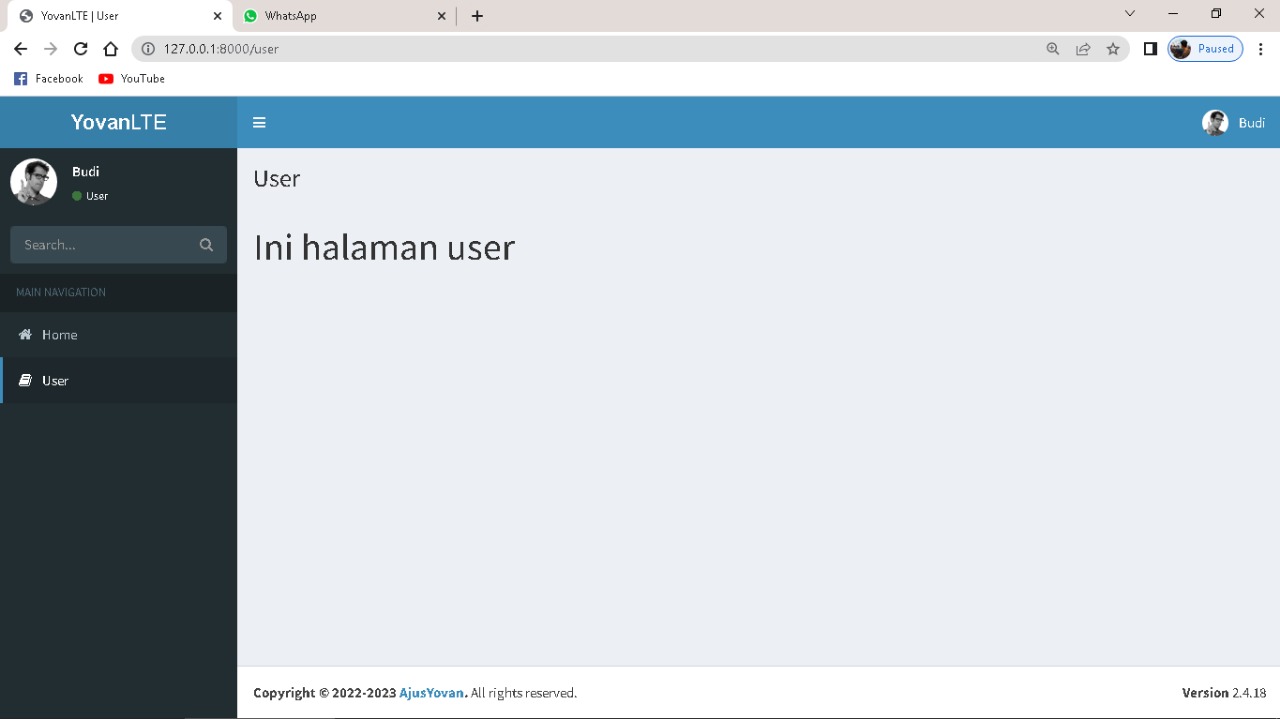 YovanLTE | User
WhatsApp
127.0.0.1:8000/user
Paused
Facebook
YouTube
YovanLTE
Budi
Budi
User
Search...
MAIN NAVIGATION
Home
User
User
Ini halaman user
Copyright © 2022-2023 AjusYovan. All rights reserved.
Version 2.4.18